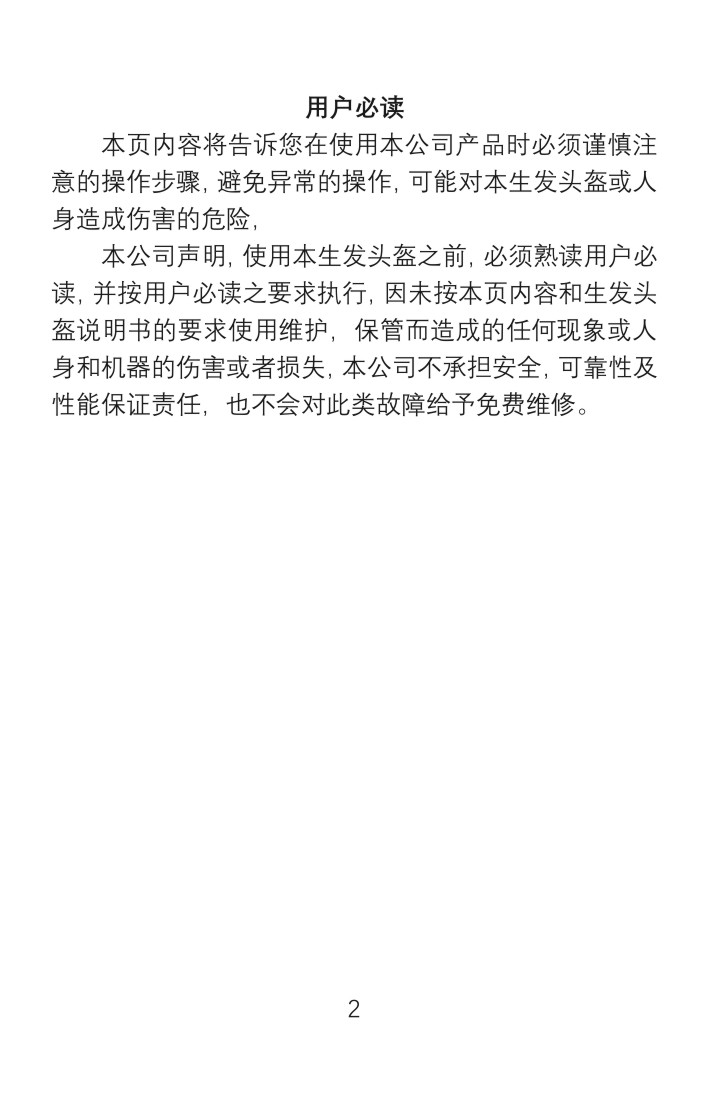 用户必读
本页内容将告诉您在使用本公司产品时必须谨慎注
意的操作步骤, 避免异常的操作, 可能对本生发头盔或人
身造成伤害的危险,
本公司声明, 使用本生发头盔之前, 必须熟读用户必
读, 并按用户必读之要求执行, 因未按本页内容和生发头
盔说明书的要求使用维护, 保管而造成的任何现象或人
身和机器的伤害或者损失, 本公司不承担安全, 可靠性及
性能保证责任, 也不会对此类故障给予免费维修。
2